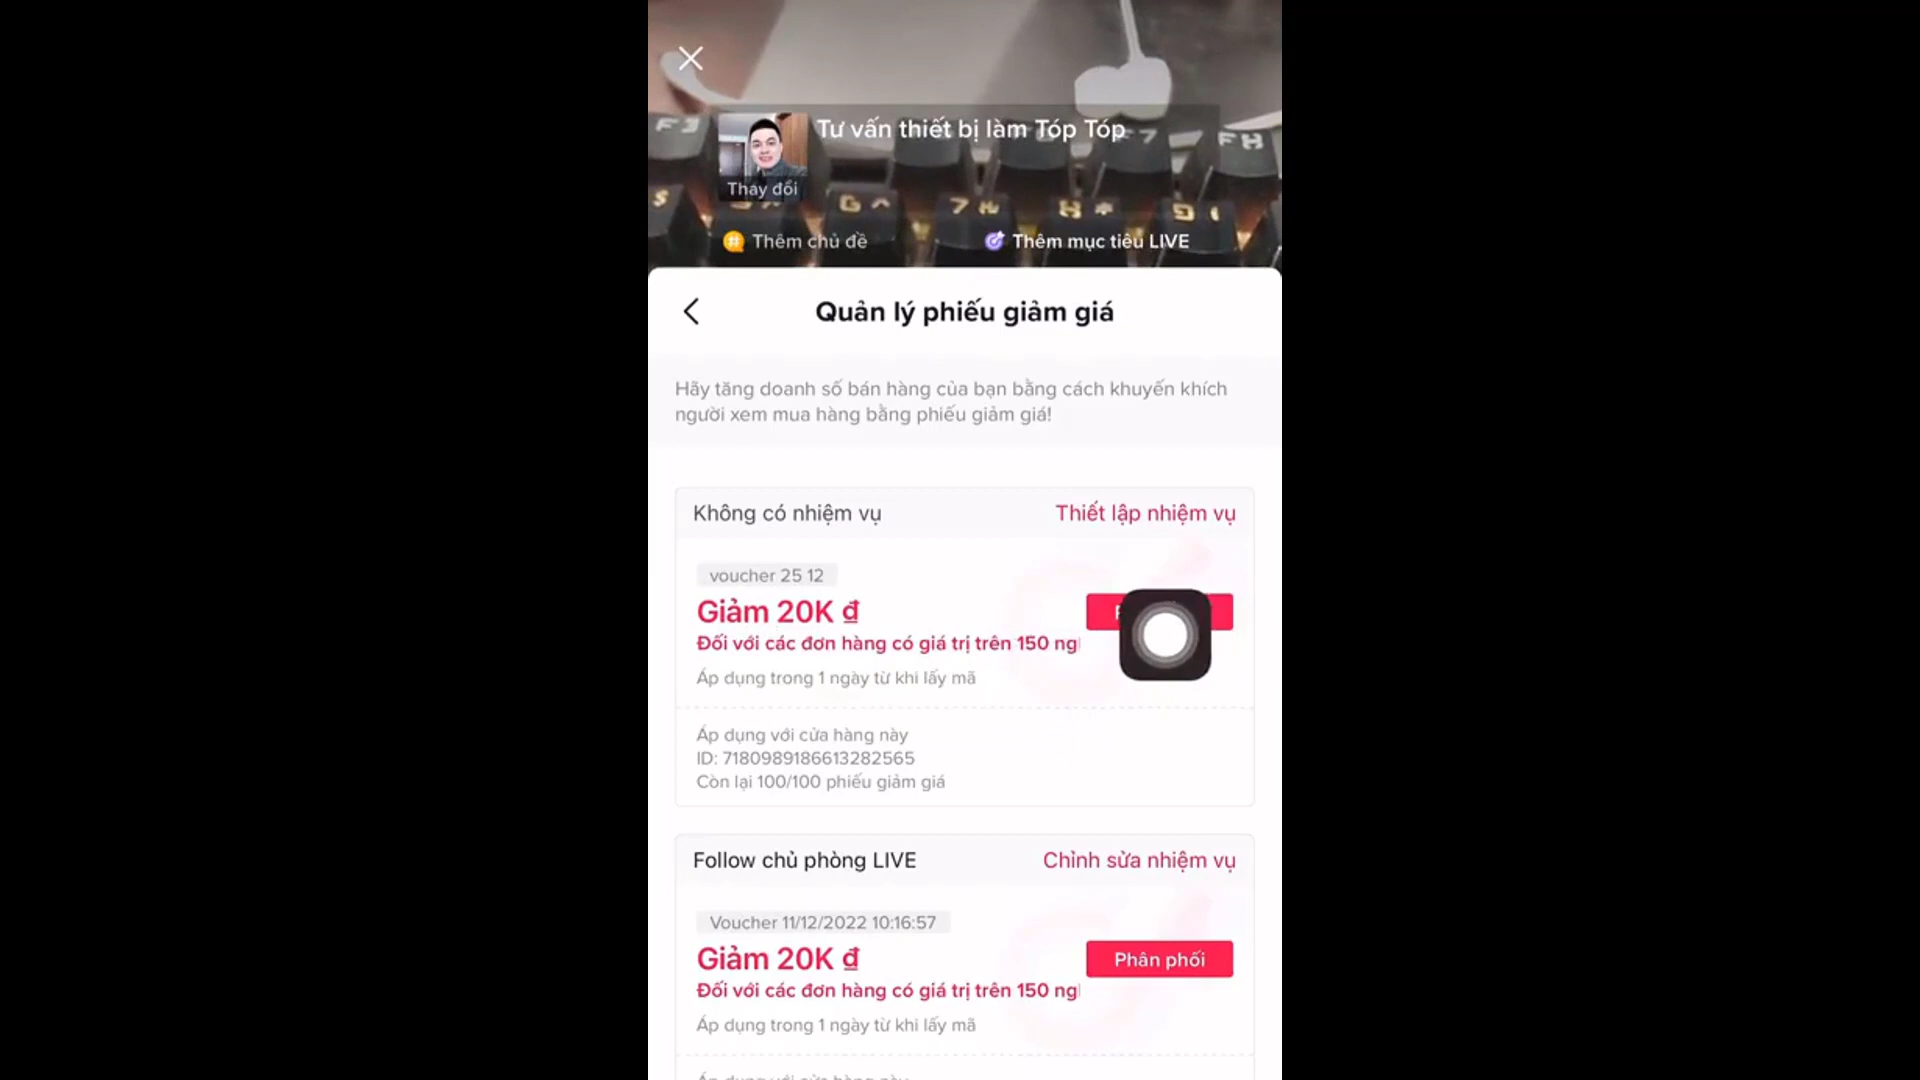 Tư vấn thiết bị làm Tóp Tóp
Thay đổi
Thêm chủ đề
Thêm mục tiêu LIVE
Quản lý phiếu giảm giá
Hãy tăng doanh số bán hàng của bạn bằng cách khuyến khích
người xem mua hàng bằng phiếu giảm giá!
Không có nhiệm vụ
Thiết lập nhiệm vụ
voucher 25 12
Giảm 20K ₫
Đối với các đơn hàng có giá trị trên 150 ng
Áp dụng trong 1 ngày từ khi lấy mã
Áp dụng với cửa hàng này
ID: 7180989186613282565
Còn lại 100/100 phiếu giảm giá
Follow chủ phòng LIVE
Chỉnh sửa nhiệm vụ
Voucher 11/12/2022 10:16:57
Giảm 20K ₫
Phân phối
Đối với các đơn hàng có giá trị trên 150 ng
Áp dụng trong 1 ngày từ khi lấy mã